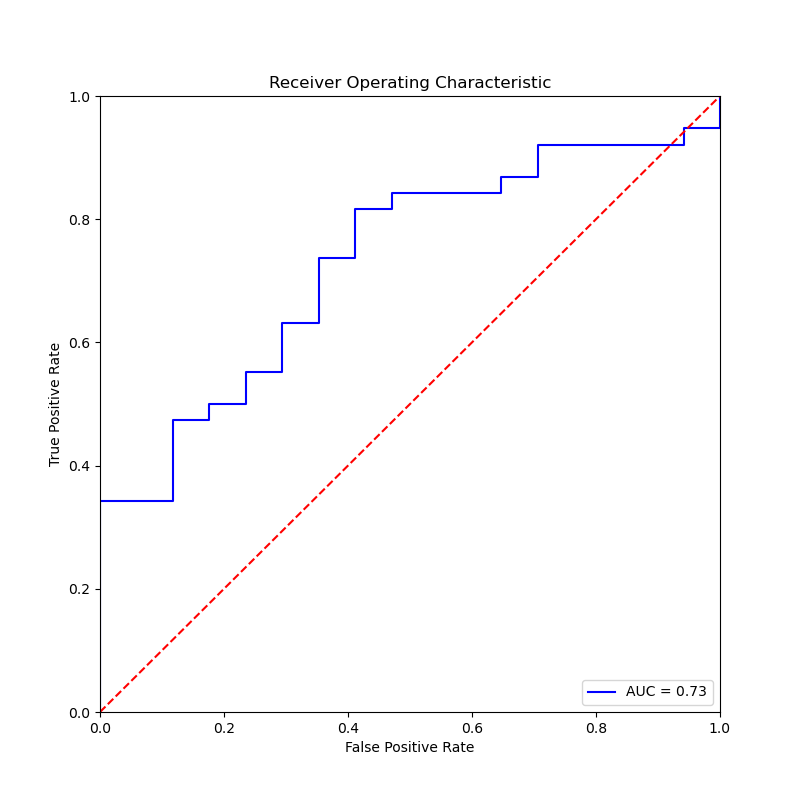 Receiver Operating Characteristic
1.0
0.8
0.6
0.4
0.2
0.0
True Positive Rate
AUC = 0.73
0.0 0.2 0.4 0.6 0.8 1.0
False Positive Rate